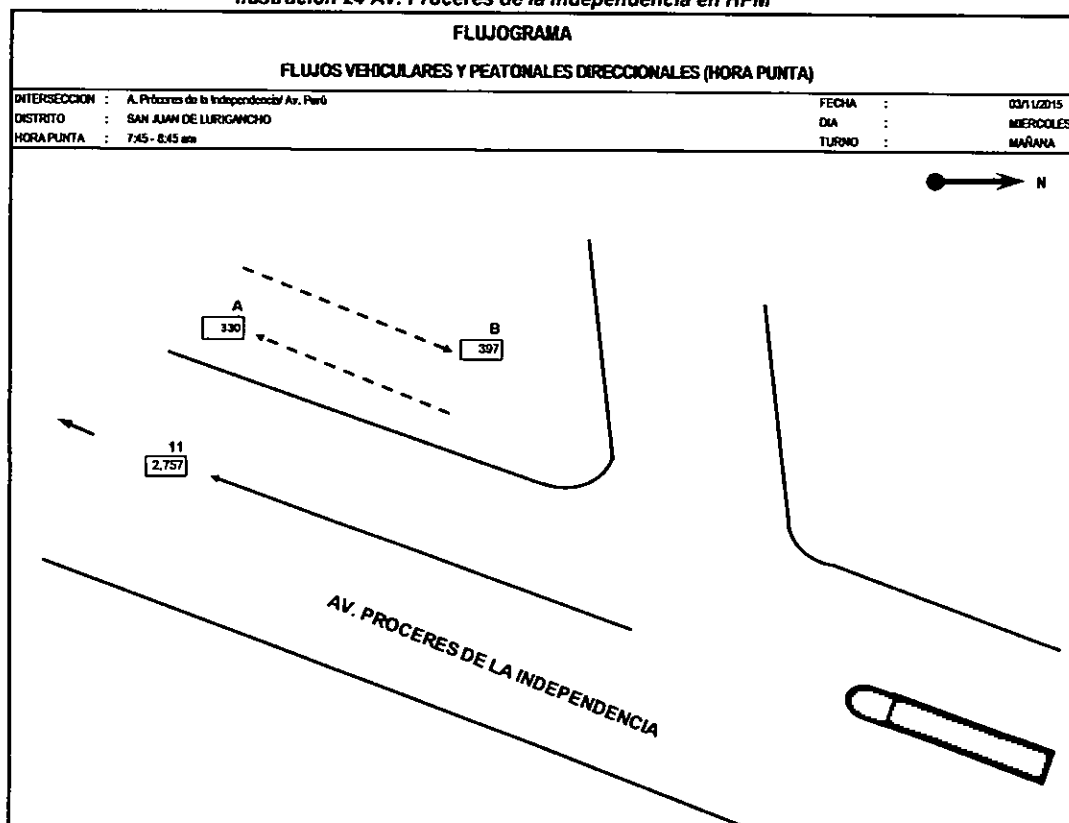 Ilustración 24 Av. Próceres de la Independencia en HPM
FLUJOGRAMA
FLUJOS VEHICULARES Y PEATONALES DIRECCIONALES (HORA PUNTA)
INTERSECCION : A. Próceres de la Independencia/ Av. Perú
FECHA : 03/11/2015
DISTRITO : SAN JUAN DE LURIGANCHO
DIA : MIERCOLES
HORA PUNTA : 7:45 - 8:45 am
TURNO : MAÑANA
N
A
330
B
397
11
2,757
AV. PROCERES DE LA INDEPENDENCIA